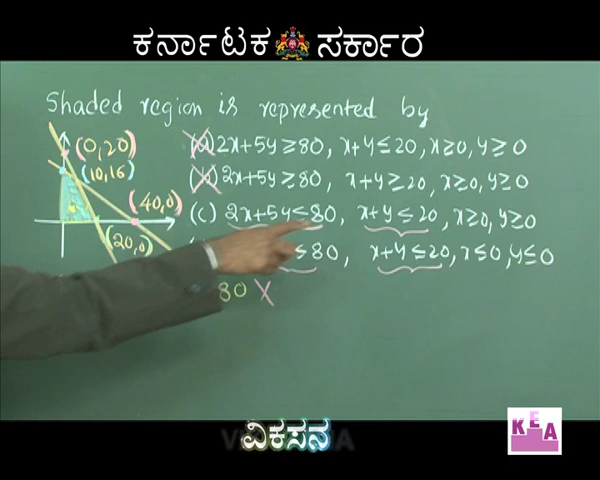 ಕರ್ನಾಟಕ ಸರ್ಕಾರ
Shaded region is represented by
(0,20)
(a) 2x+5y≥80, x+y≤20, x≥0, y≥0
(10,16)
(b) 2x+5y≥80, x+y≥20, x≥0, y≥0
(40,0)
(c) 2x+5y≤80, x+y≤20, x≥0, y≥0
(20,0)
≤80, x+y≤20, x≤0, y≤0
80 X
ವಿಕಸನ
KEA